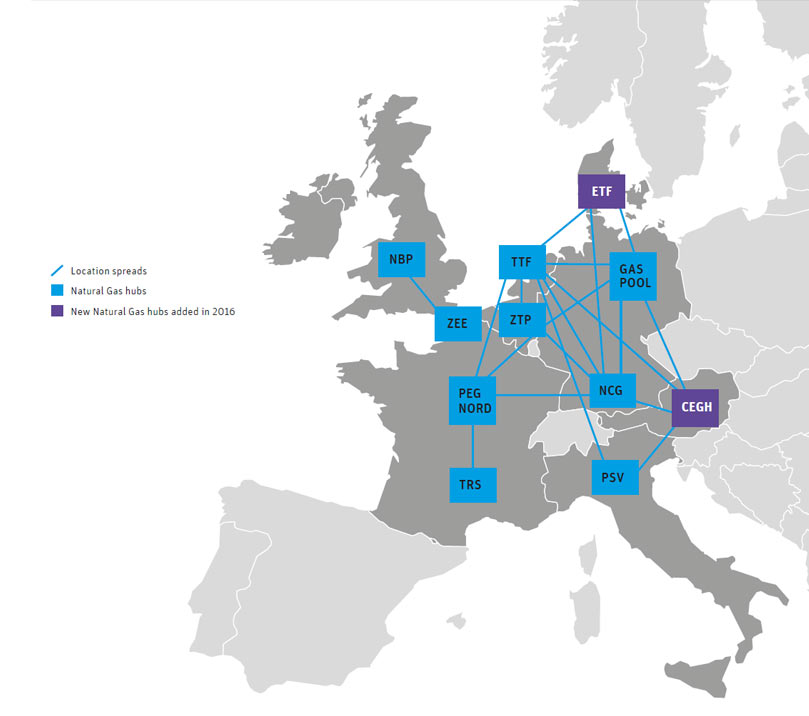 ETF
NBP
TTF
GAS
POOL
Location spreads
Natural Gas hubs
New Natural Gas hubs added in 2016
ZEE
ZTP
PEG
NORD
NCG
CEGH
TRS
PSV